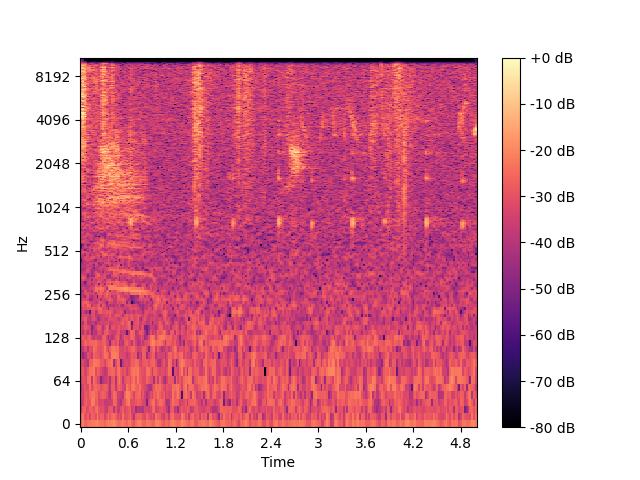 +0 dB
8192
-10 dB
4096
-20 dB
2048
-30 dB
1024
-40 dB
Hz
512
-50 dB
256
-60 dB
128
64
-70 dB
0
-80 dB
0 0.6 1.2 1.8 2.4 3 3.6 4.2 4.8
Time